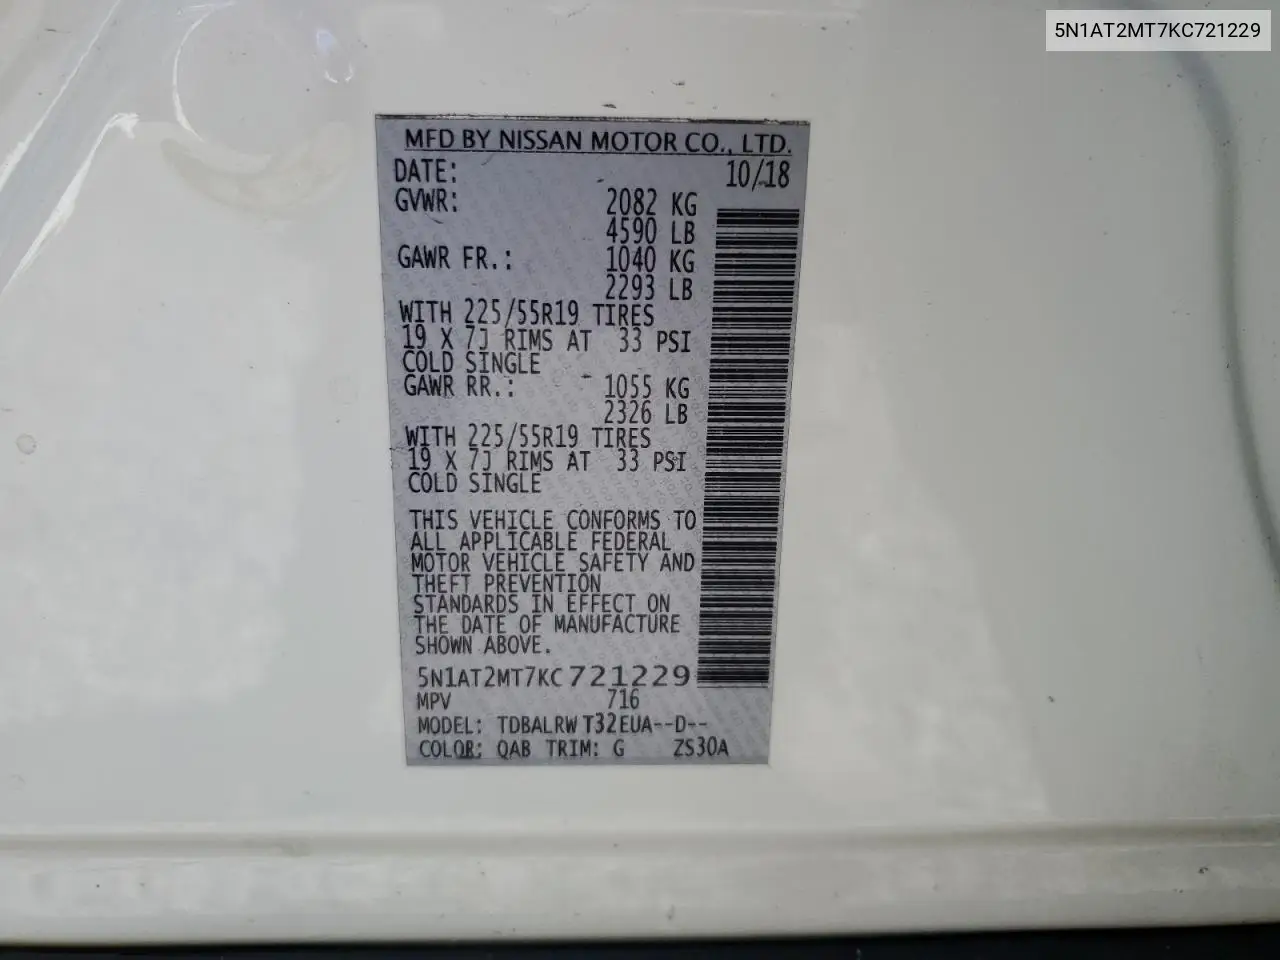 5N1AT2MT7KC721229
MFD BY NISSAN MOTOR CO., LTD.
DATE: 10/18
GVWR: 2082 KG
4590 LB
GAWR FR.: 1040 KG
2293 LB
WITH 225/55R19 TIRES
19 X 7J RIMS AT 33 PSI
COLD SINGLE
GAWR RR.: 1055 KG
2326 LB
WITH 225/55R19 TIRES
19 X 7J RIMS AT 33 PSI
COLD SINGLE
THIS VEHICLE CONFORMS TO
ALL APPLICABLE FEDERAL
MOTOR VEHICLE SAFETY AND
THEFT PREVENTION
STANDARDS IN EFFECT ON
THE DATE OF MANUFACTURE
SHOWN ABOVE.
5N1AT2MT7KC721229
MPV 716
MODEL: TDBALRW T32EUA--D--
COLOR: QAB TRIM: G ZS30A